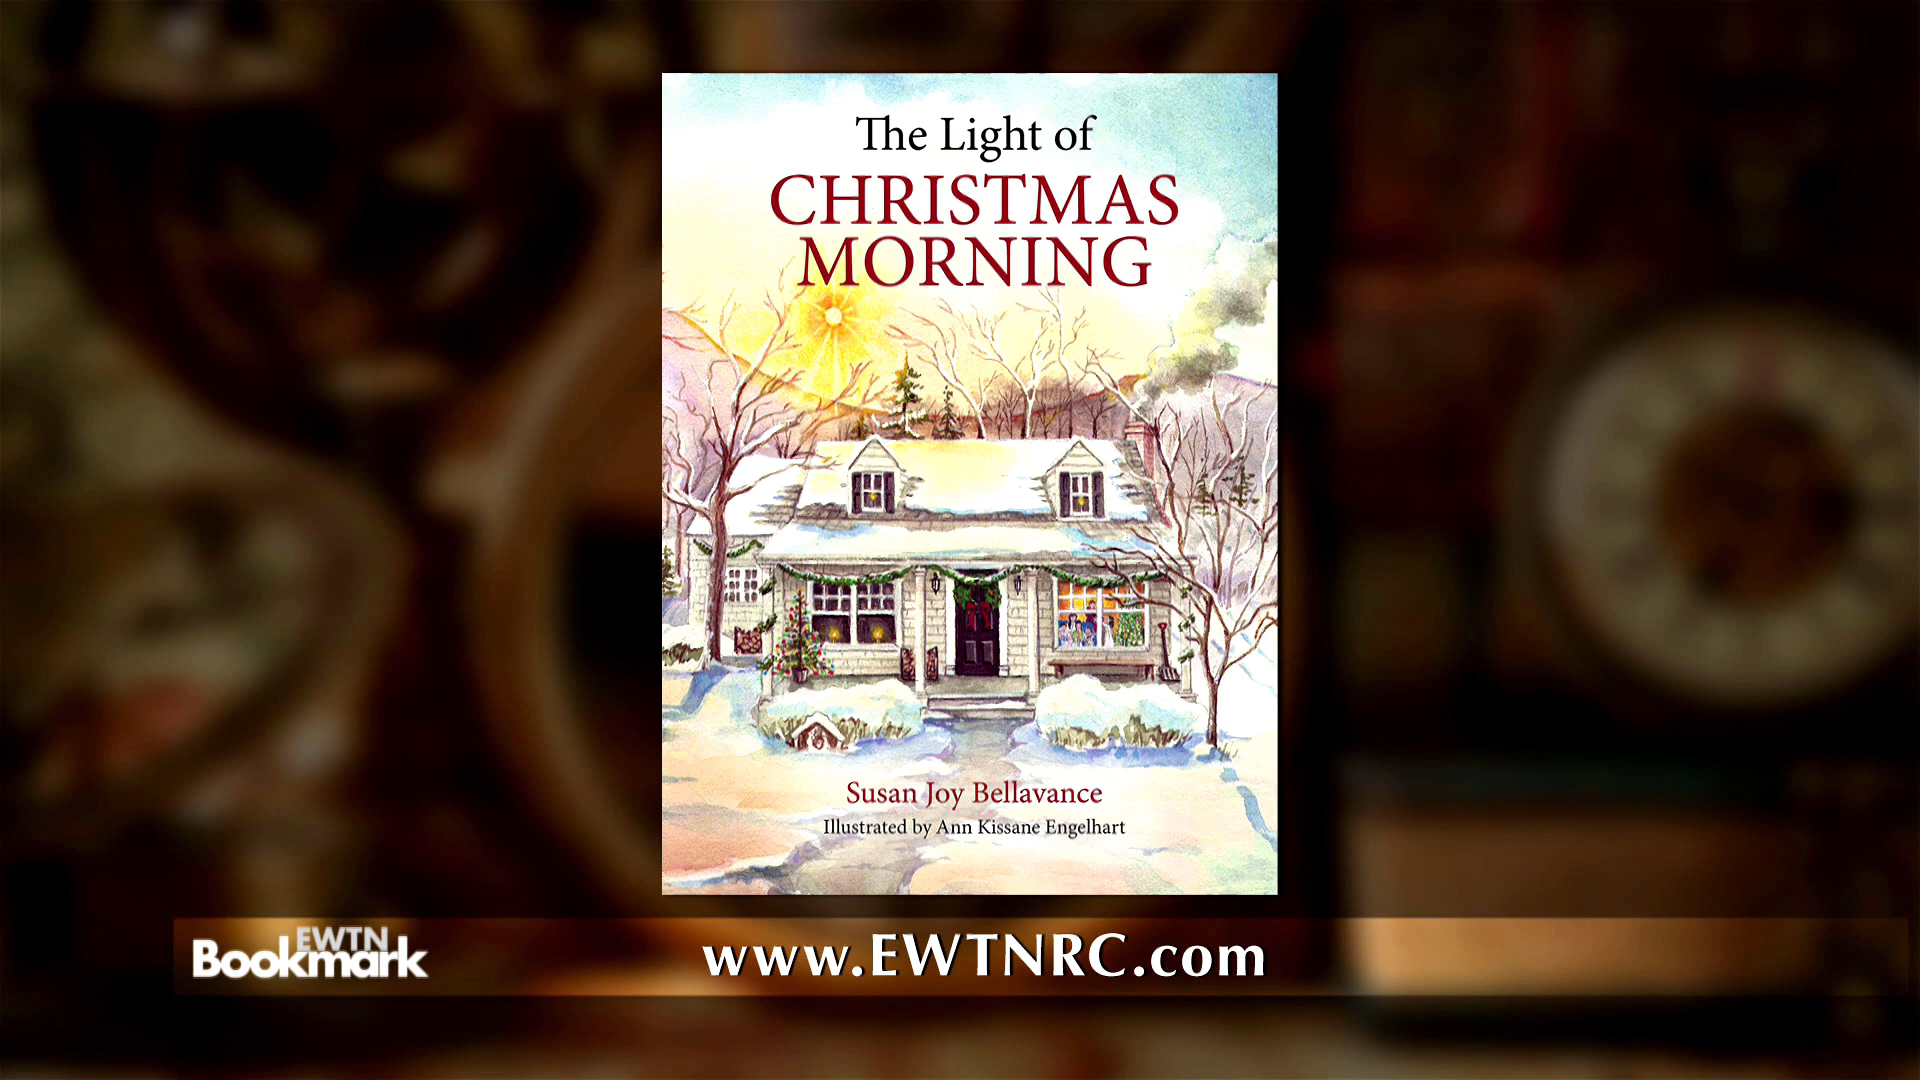 The Light of
CHRISTMAS
MORNING
Susan Joy Bellavance
Illustrated by Ann Kissane Engelhart
EWTN
Bookmark
www.EWTNRC.com